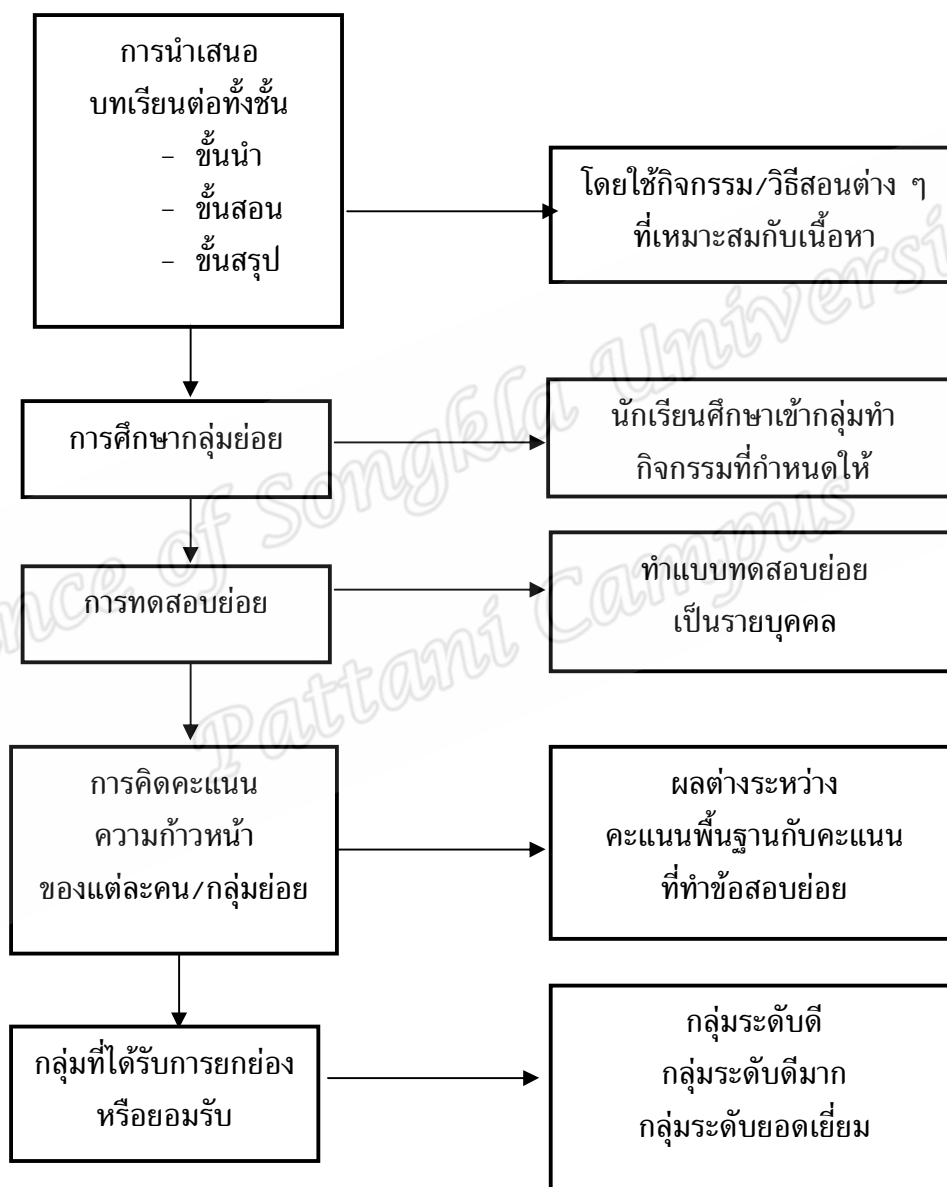 การนำเสนอ
บทเรียนต่อทั้งชั้น
- ขั้นนำ
- ขั้นสอน
- ขั้นสรุป
โดยใช้กิจกรรม/วิธีสอนต่าง ๆ
ที่เหมาะสมกับเนื้อหา
การศึกษากลุ่มย่อย
นักเรียนศึกษาเข้ากลุ่มทำ
กิจกรรมที่กำหนดให้
การทดสอบย่อย
ทำแบบทดสอบย่อย
เป็นรายบุคคล
การคิดคะแนน
ความก้าวหน้า
ของแต่ละคน/กลุ่มย่อย
ผลต่างระหว่าง
คะแนนพื้นฐานกับคะแนน
ที่ทำข้อสอบย่อย
กลุ่มที่ได้รับการยกย่อง
หรือยอมรับ
กลุ่มระดับดี
กลุ่มระดับดีมาก
กลุ่มระดับยอดเยี่ยม
nce of Songkla Universi
Pattani Campus